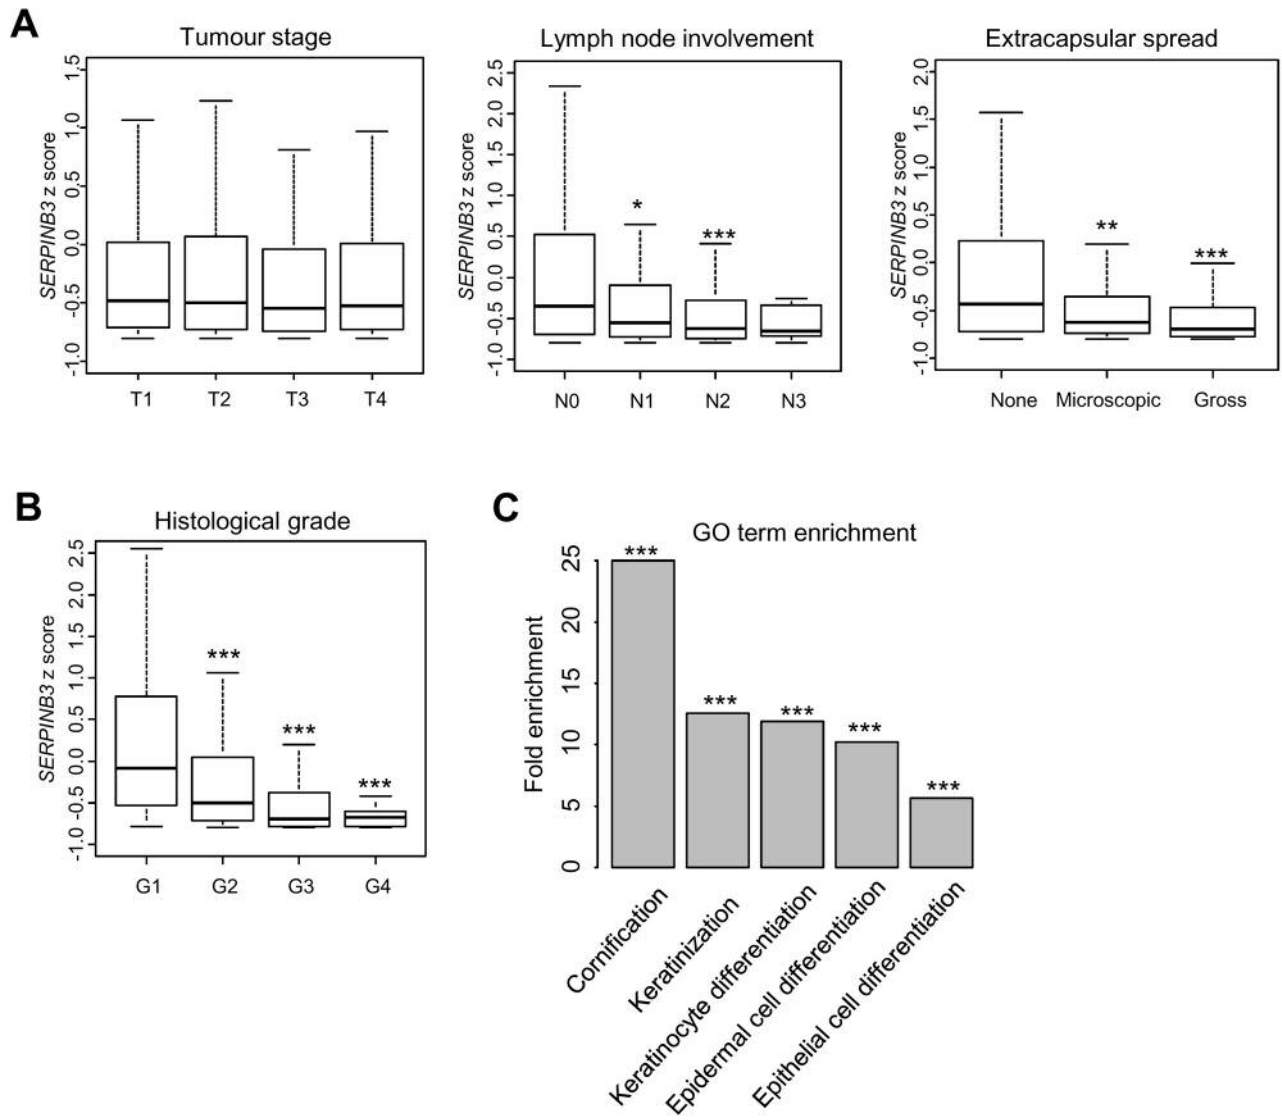 A
Tumour stage
SERPINB3 z score
1.5
1.0
0.5
0.0
-0.5
-1.0
T1 T2 T3 T4
Lymph node involvement
SERPINB3 z score
2.5
2.0
1.5
1.0
0.5
0.0
-0.5
-1.0
*
***
N0 N1 N2 N3
Extracapsular spread
SERPINB3 z score
2.0
1.5
1.0
0.5
0.0
-0.5
-1.0
**
***
None Microscopic Gross
B
Histological grade
SERPINB3 z score
2.5
2.0
1.5
1.0
0.5
0.0
-0.5
-1.0
***
***
***
G1 G2 G3 G4
C
GO term enrichment
Fold enrichment
25
20
15
10
5
0
***
***
***
***
***
Cornification
Keratinization
Keratinocyte differentiation
Epidermal cell differentiation
Epithelial cell differentiation